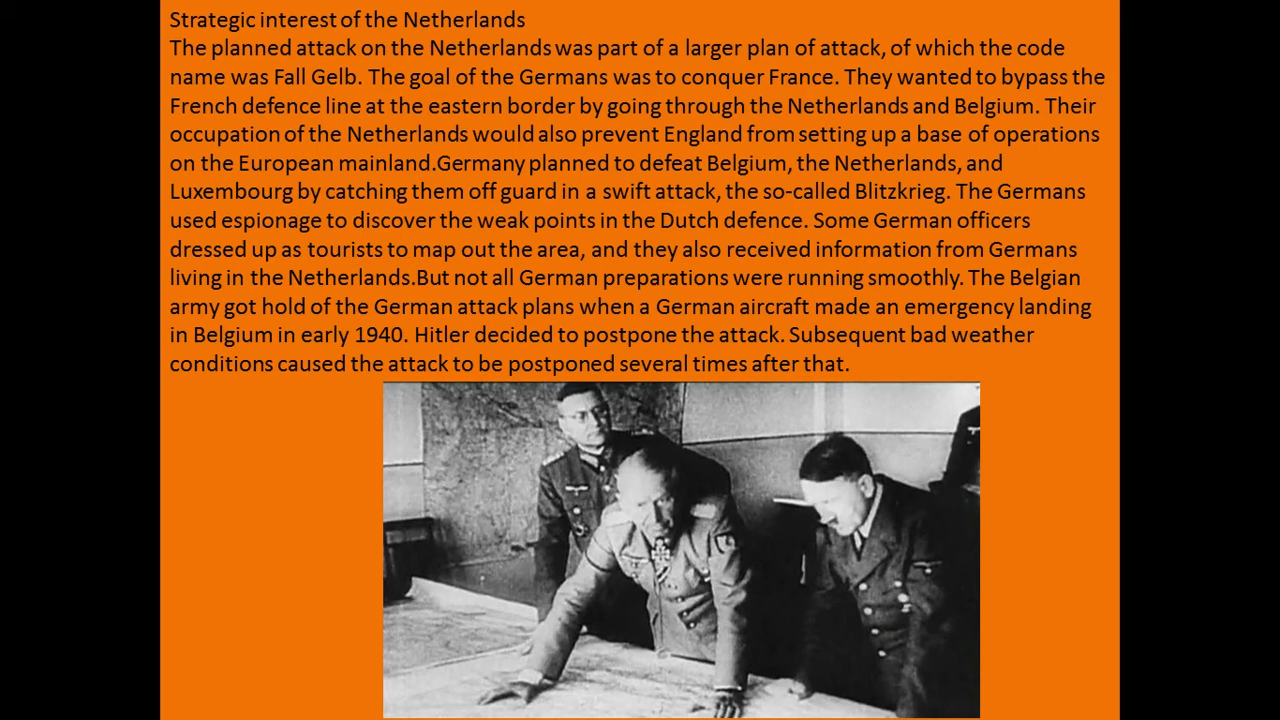 Strategic interest of the Netherlands
The planned attack on the Netherlands was part of a larger plan of attack, of which the code
name was Fall Gelb. The goal of the Germans was to conquer France. They wanted to bypass the
French defence line at the eastern border by going through the Netherlands and Belgium. Their
occupation of the Netherlands would also prevent England from setting up a base of operations
on the European mainland.Germany planned to defeat Belgium, the Netherlands, and
Luxembourg by catching them off guard in a swift attack, the so-called Blitzkrieg. The Germans
used espionage to discover the weak points in the Dutch defence. Some German officers
dressed up as tourists to map out the area, and they also received information from Germans
living in the Netherlands.But not all German preparations were running smoothly. The Belgian
army got hold of the German attack plans when a German aircraft made an emergency landing
in Belgium in early 1940. Hitler decided to postpone the attack. Subsequent bad weather
conditions caused the attack to be postponed several times after that.